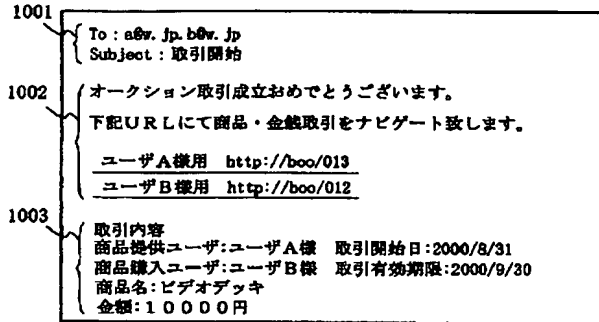 1001
To：a@w.jp.b@w.jp
Subject：取引開始
1002
オークション取引成立おめでとうございます。
下記ＵＲＬにて商品・金銭取引をナビゲート致します。
ユーザA様用　http://boo/013
ユーザB様用　http://boo/012
1003
取引内容
商品提供ユーザ:ユーザA様　取引開始日:2000/8/31
商品購入ユーザ:ユーザB様　取引有効期限:2000/9/30
商品名:ビデオデッキ
金額:１００００円